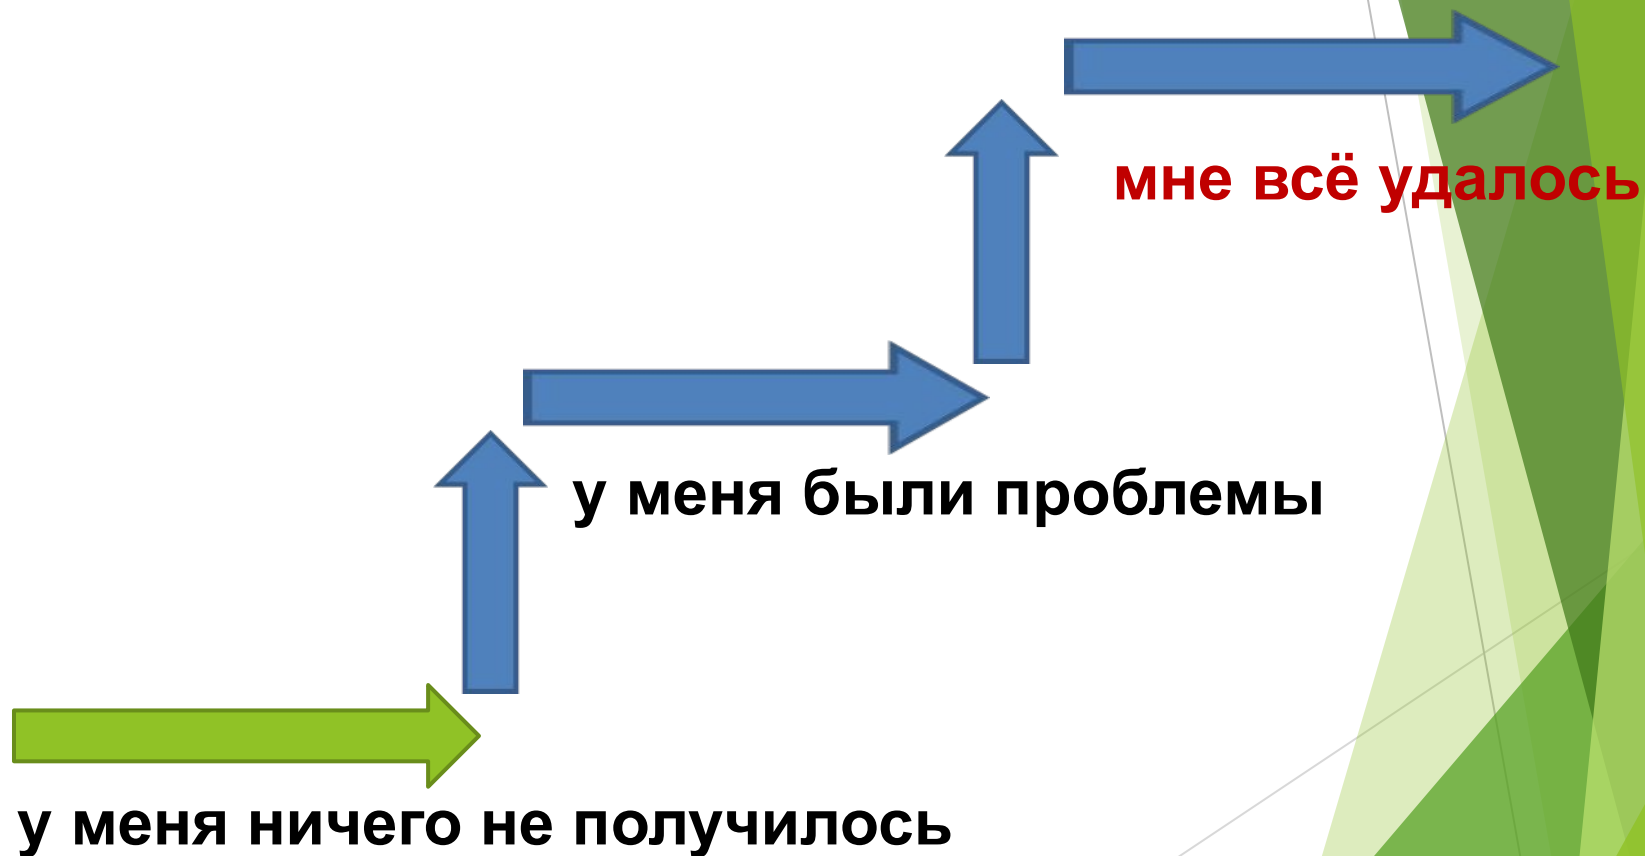 мне всё удалось
у меня были проблемы
у меня ничего не получилось